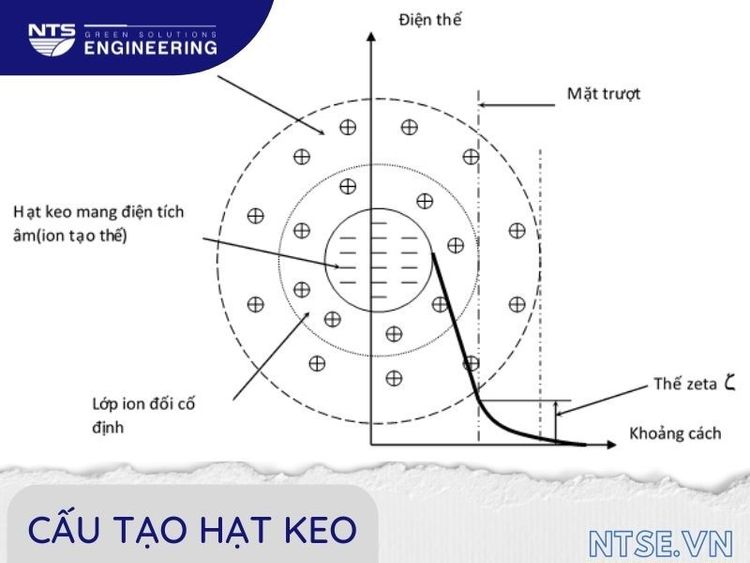 NTS
GREEN SOLUTIONS
ENGINEERING
Điện thế
Mặt trượt
Hạt keo mang điện tích
âm(ion tạo thế)
Lớp ion đối cố
định
Thế zeta ζ
Khoảng cách
CẤU TẠO HẠT KEO
NTSE.VN